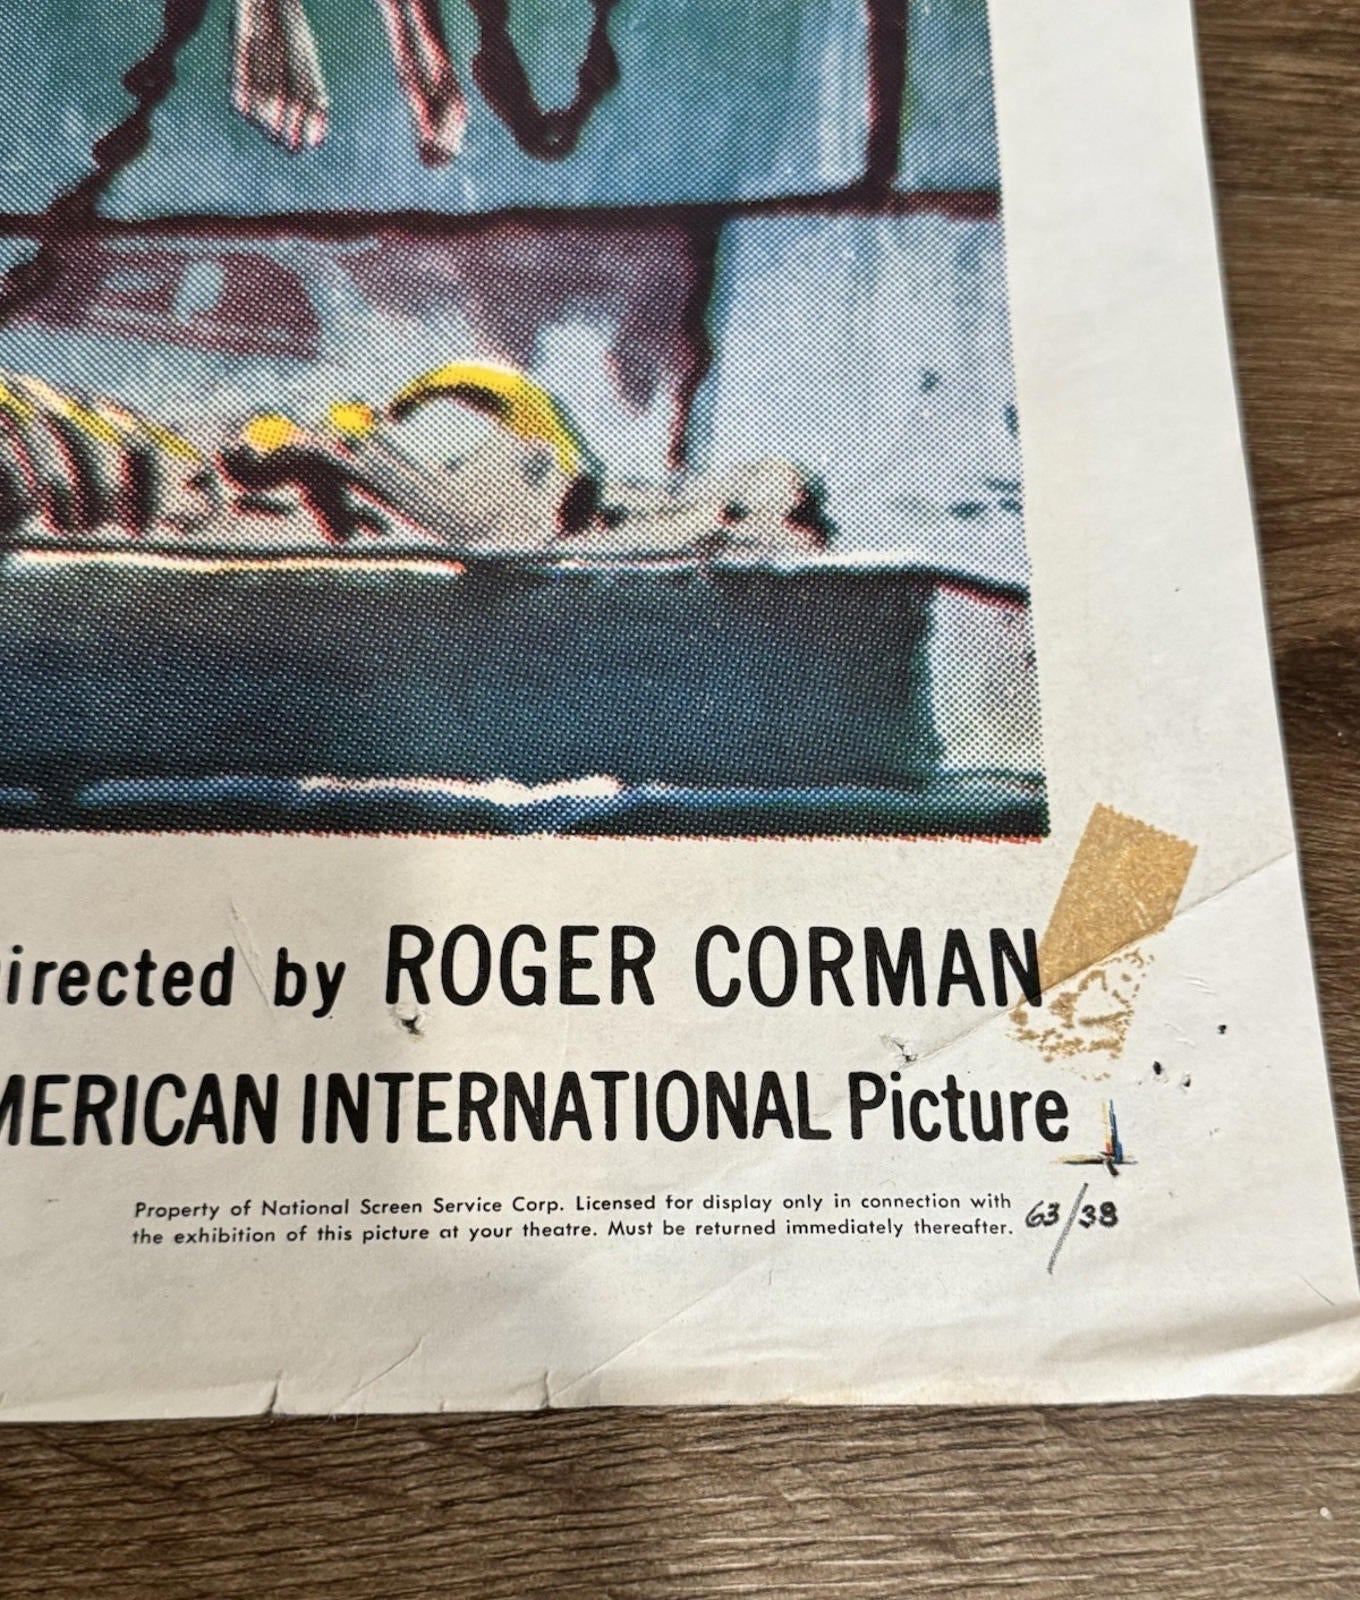 irected by ROGER CORMAN
MERICAN INTERNATIONAL Picture
Property of National Screen Service Corp. Licensed for display only in connection with
the exhibition of this picture at your theatre. Must be returned immediately thereafter.
63/38